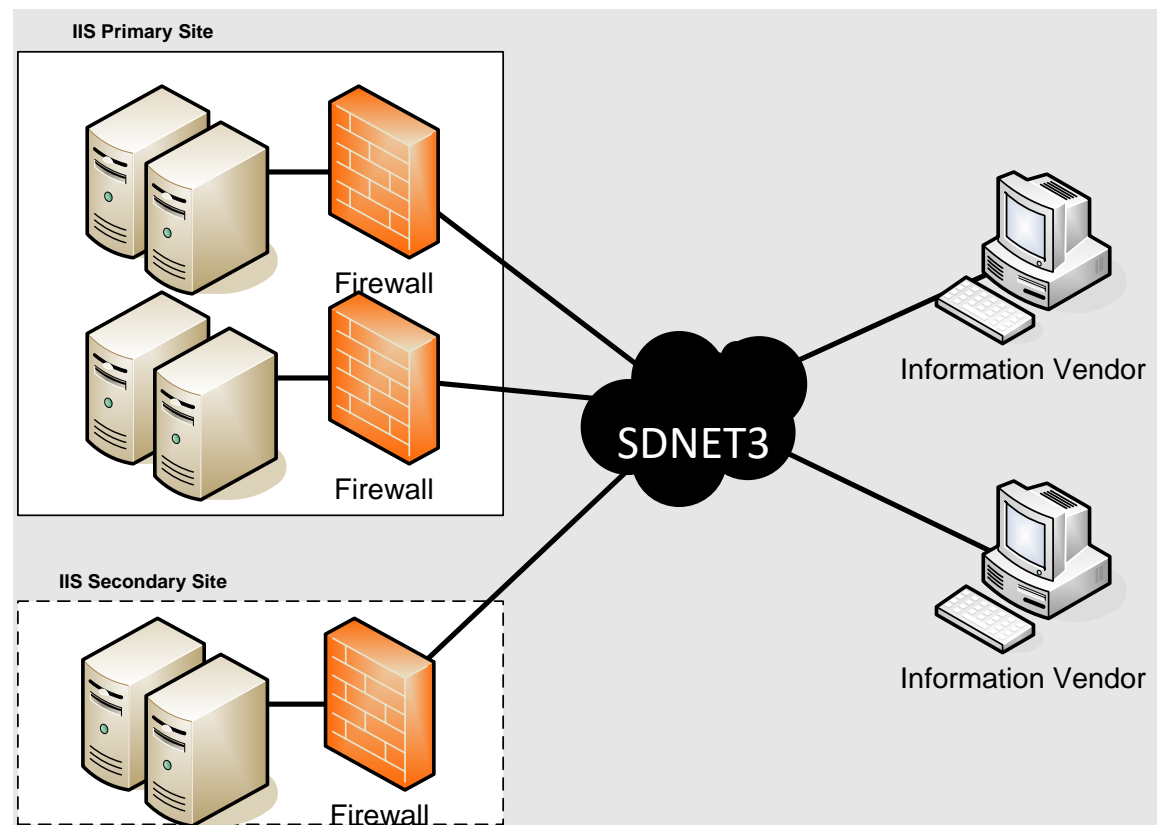 IIS Primary Site
Firewall
Firewall
SDNET3
Information Vendor
Information Vendor
IIS Secondary Site
Firewall